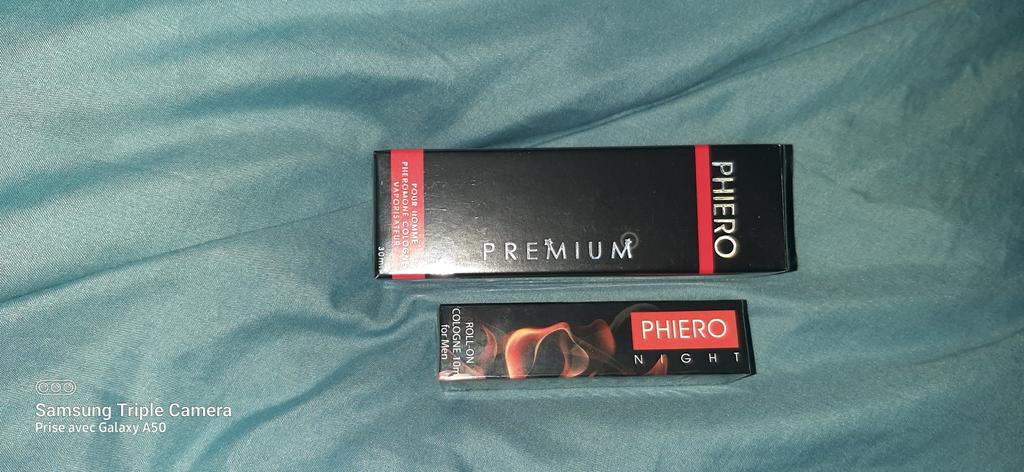 PHIERO
PREMIUM
POUR HOMME
PHEROMONE COLOGNE
VAPORISATEUR
30ml
PHIERO
NIGHT
ROLL-ON
COLOGNE 10m
for Men
Samsung Triple Camera
Prise avec Galaxy A50